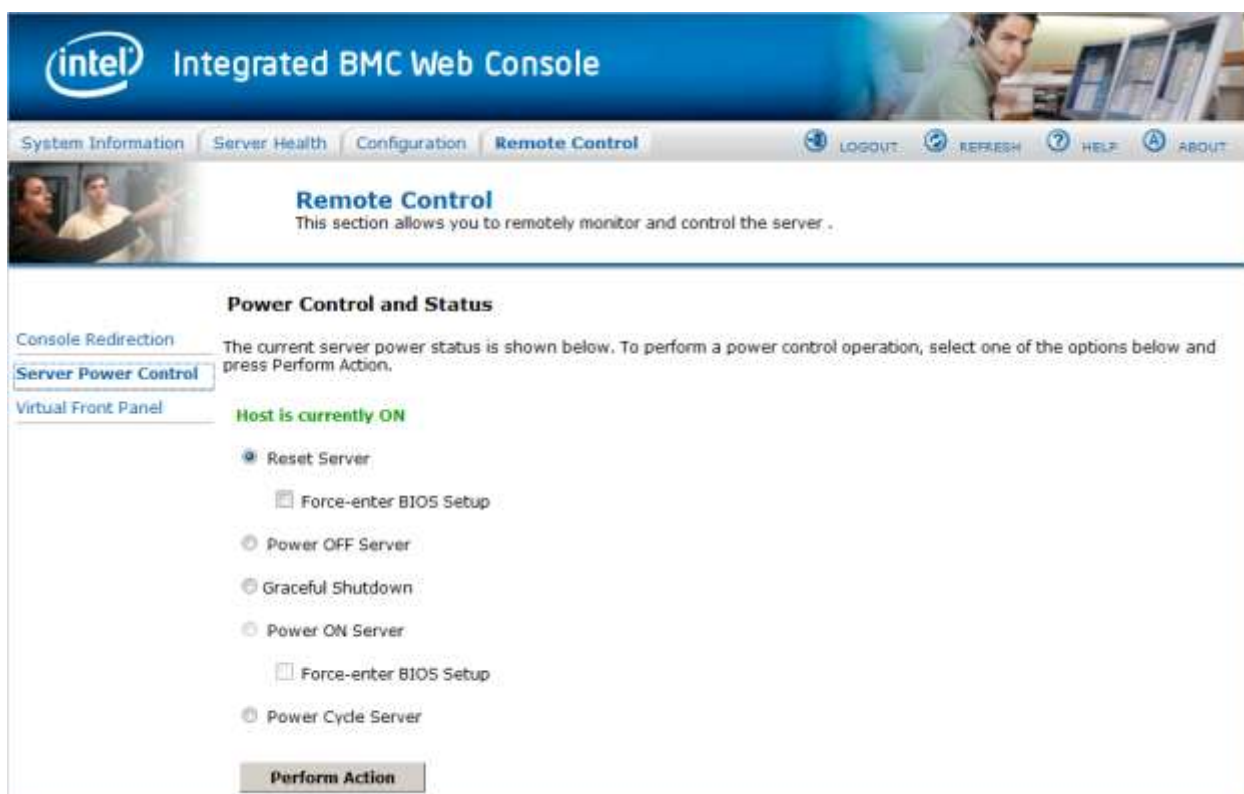 intel Integrated BMC Web Console
System Information Server Health Configuration Remote Control LOGOUT REFRESH HELP ABOUT
Remote Control
This section allows you to remotely monitor and control the server .
Power Control and Status
Console Redirection
Server Power Control
Virtual Front Panel
The current server power status is shown below. To perform a power control operation, select one of the options below and
press Perform Action.
Host is currently ON
Reset Server
Force-enter BIOS Setup
Power OFF Server
Graceful Shutdown
Power ON Server
Force-enter BIOS Setup
Power Cycle Server
Perform Action